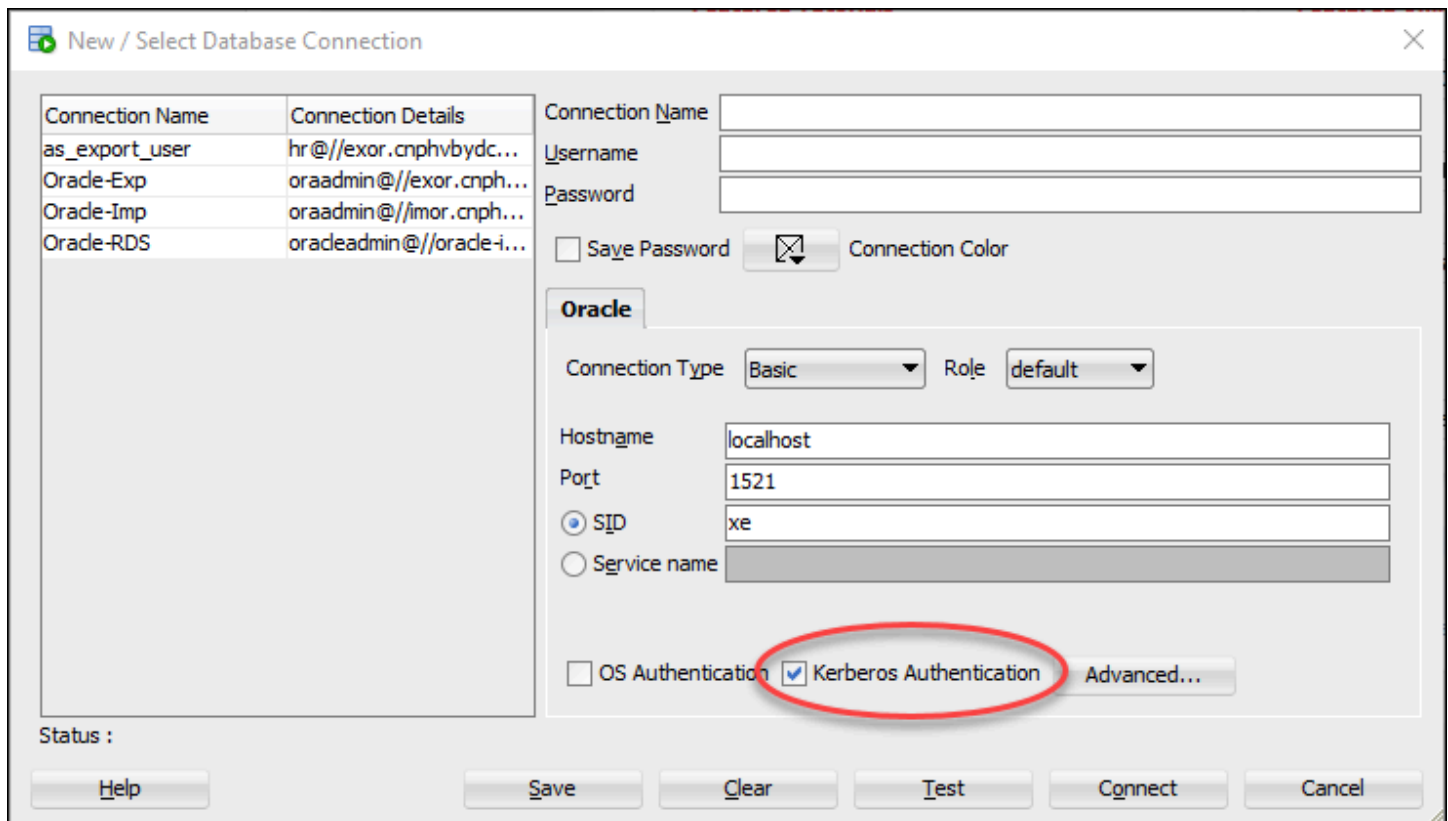 New / Select Database Connection
Connection Name Connection Details
as_export_user hr@//exor.cnphvbydc...
Oracle-Exp oraadmin@//exor.cnph...
Oracle-Imp oraadmin@//imor.cnph...
Oracle-RDS oracleadmin@//oracle-i...
Connection Name
Username
Password
Save Password Connection Color
Oracle
Connection Type Basic Role default
Hostname localhost
Port 1521
SID xe
Service name
OS Authentication Kerberos Authentication Advanced...
Status :
Help Save Clear Test Connect Cancel